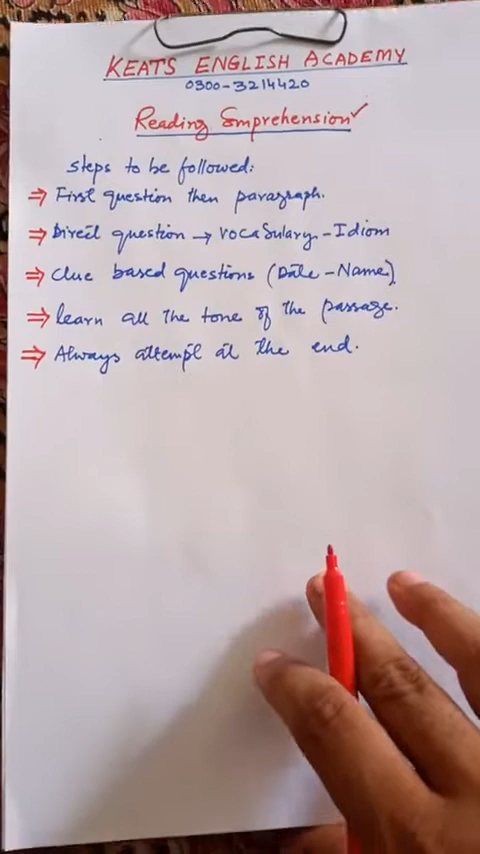 KEATS ENGLISH ACADEMY
0300-3214420
Reading Comprehension ✓
steps to be followed:
⇒ First question then paragraph.
⇒ Direct question → Vocabulary - Idiom
⇒ Clue based questions (Date - Name)
⇒ learn all the tone of the passage.
⇒ Always attempt at the end.